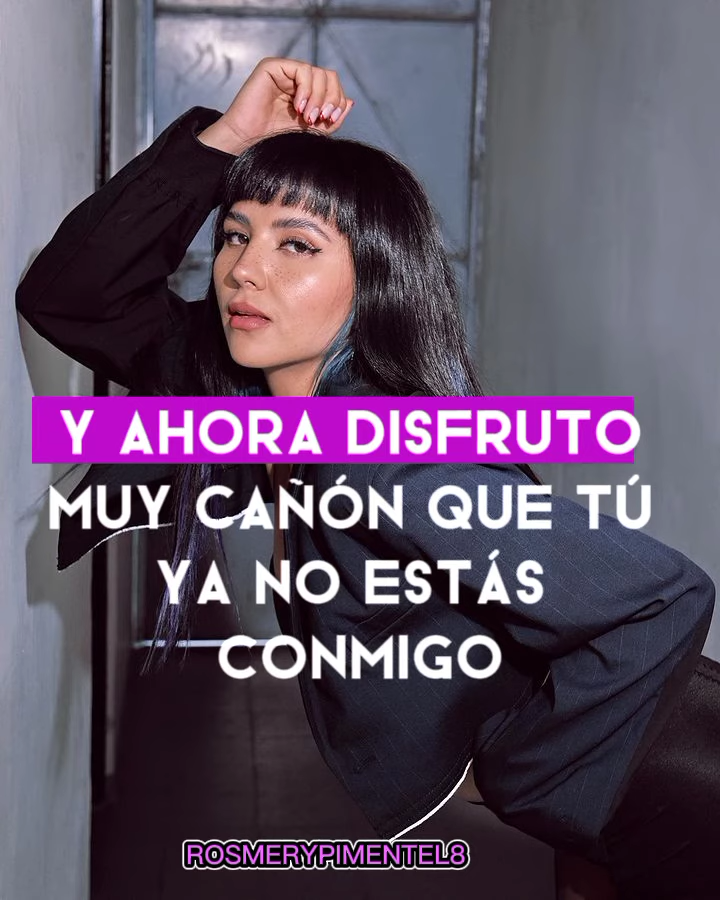 Y AHORA DISFRUTO
MUY CAÑÓN QUE TÚ
YA NO ESTÁS
CONMIGO
ROSMERYPIMENTEL8